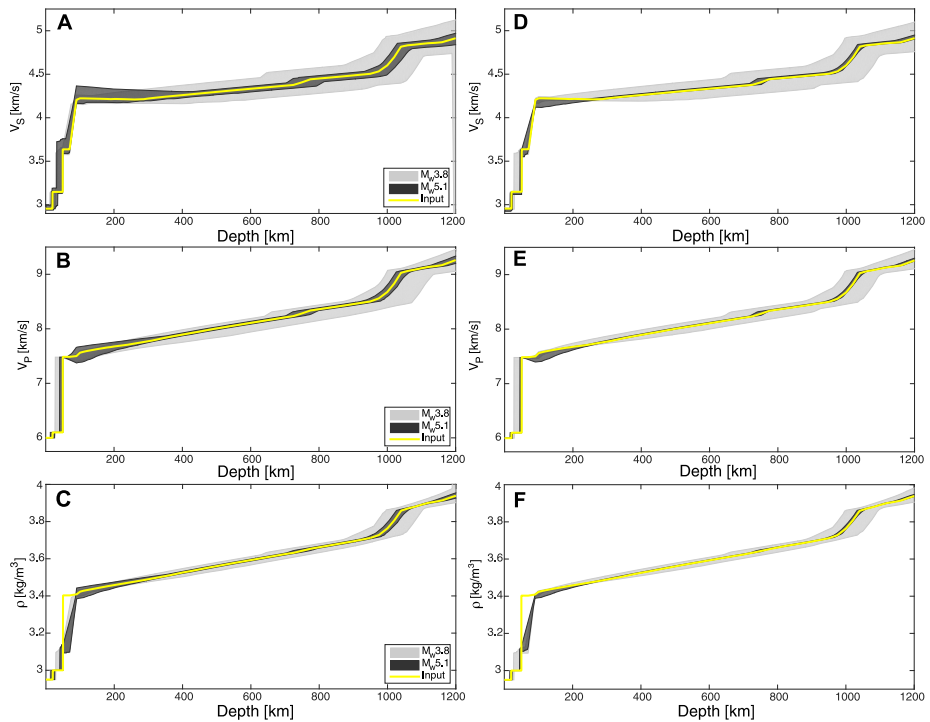 A
5
4.5
4
3.5
3
V_S [km/s]
M_w3.8
M_w5.1
Input
200 400 600 800 1000 1200
Depth [km]
D
5
4.5
4
3.5
3
V_S [km/s]
200 400 600 800 1000 1200
Depth [km]
B
9
8
7
6
V_P [km/s]
M_w3.8
M_w5.1
Input
200 400 600 800 1000 1200
Depth [km]
E
9
8
7
6
V_P [km/s]
200 400 600 800 1000 1200
Depth [km]
C
4
3.8
3.6
3.4
3.2
3
ρ [kg/m³]
M_w3.8
M_w5.1
Input
200 400 600 800 1000 1200
Depth [km]
F
4
3.8
3.6
3.4
3.2
3
ρ [kg/m³]
200 400 600 800 1000 1200
Depth [km]